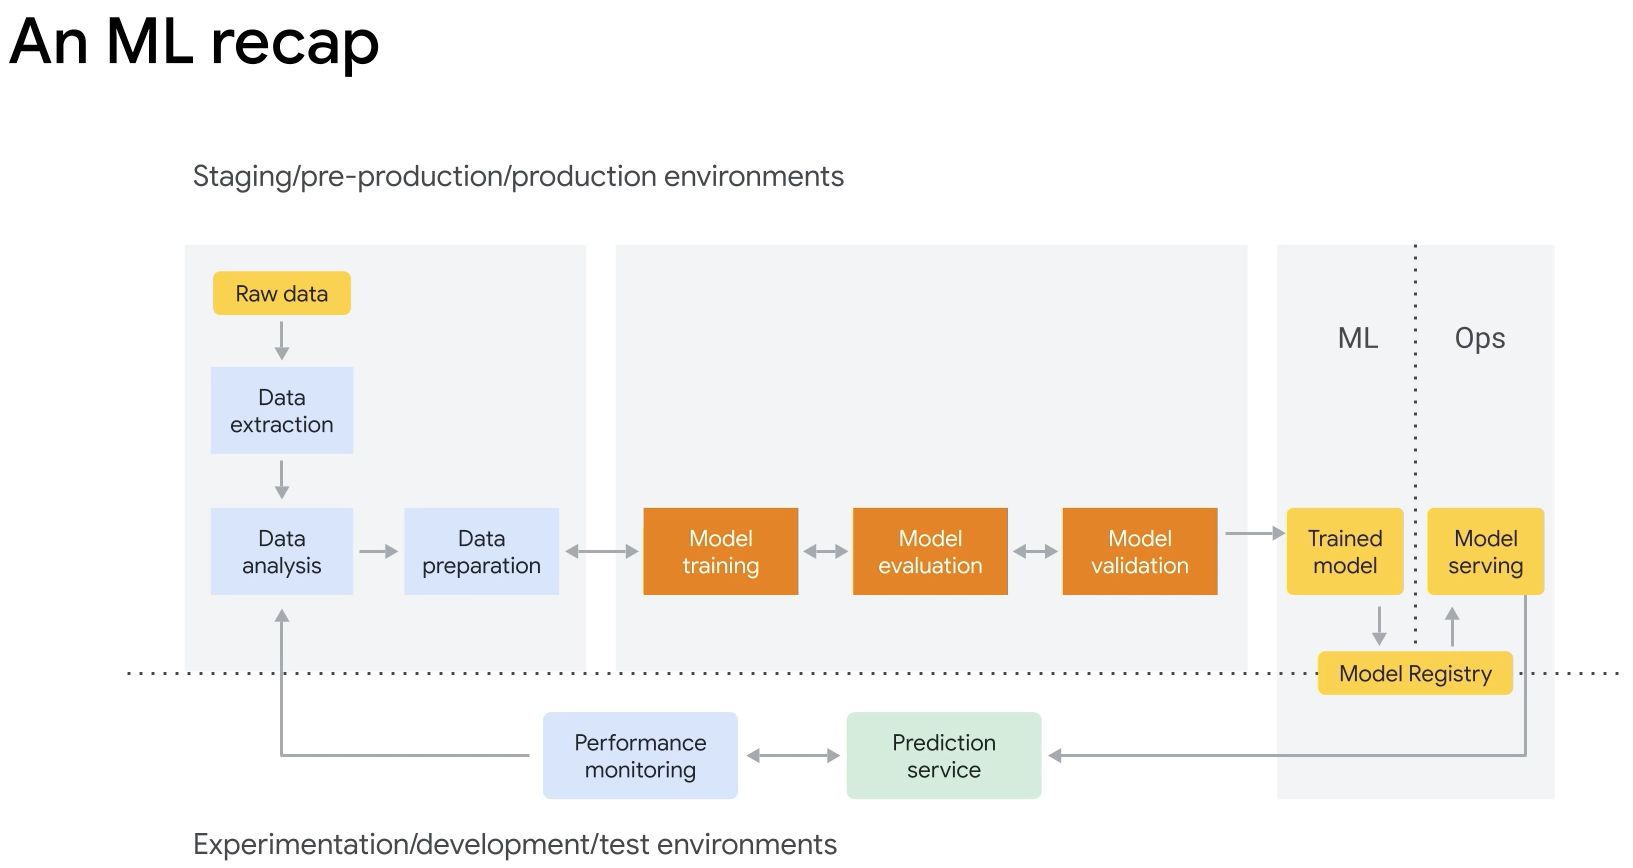 An ML recap
Staging/pre-production/production environments
Raw data
Data
extraction
Data
analysis
Data
preparation
Model
training
Model
evaluation
Model
validation
ML
Ops
Trained
model
Model
serving
Model Registry
Performance
monitoring
Prediction
service
Experimentation/development/test environments